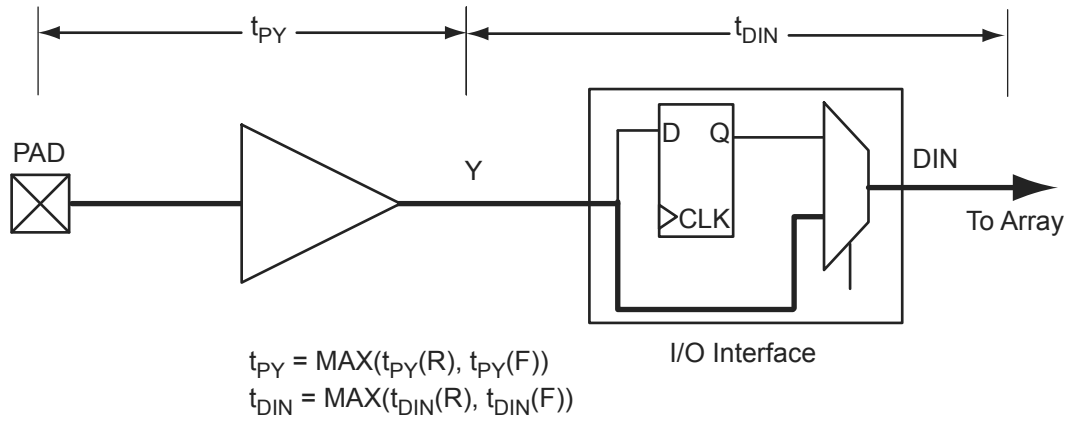 tPY
tDIN
PAD
Y
D Q
CLK
DIN
To Array
I/O Interface
tPY = MAX(tPY(R), tPY(F))
tDIN = MAX(tDIN(R), tDIN(F))